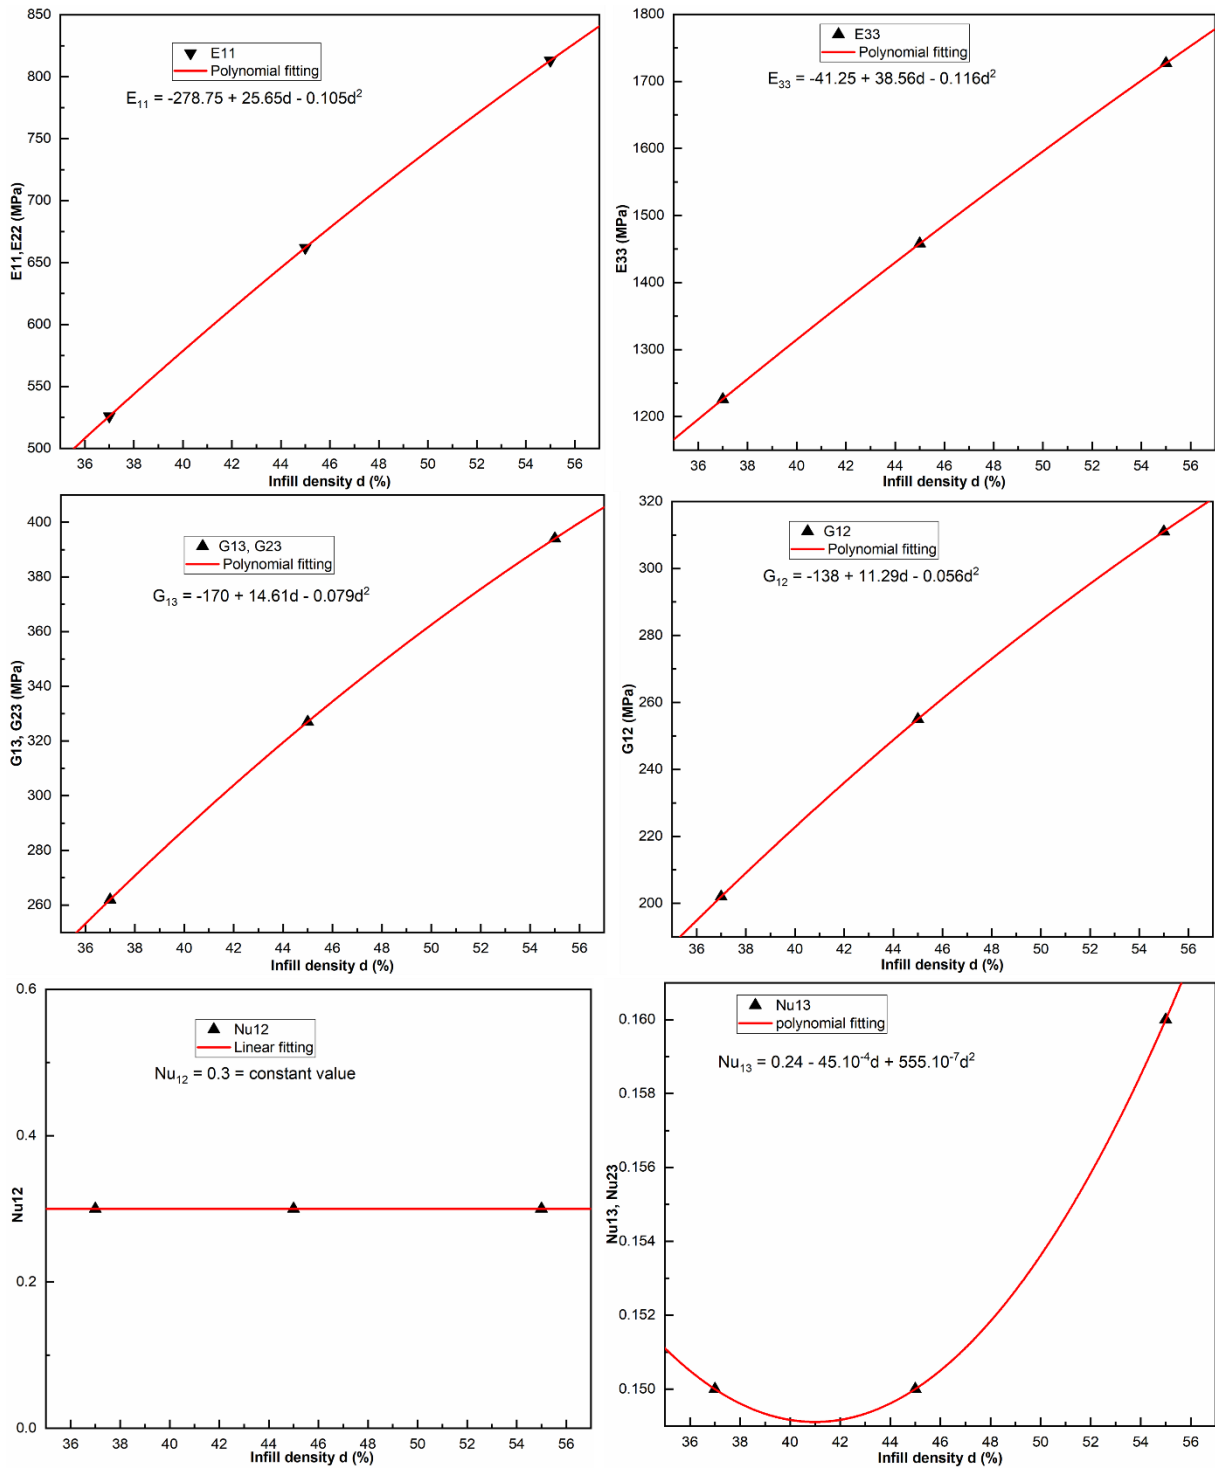 850
800
750
700
650
600
550
500
E11,E22 (MPa)
E11
Polynomial fitting
E₁₁ = -278.75 + 25.65d - 0.105d²
36 38 40 42 44 46 48 50 52 54 56
Infill density d (%)
1800
1700
1600
1500
1400
1300
1200
E33 (MPa)
E33
Polynomial fitting
E₃₃ = -41.25 + 38.56d - 0.116d²
36 38 40 42 44 46 48 50 52 54 56
Infill density d (%)
400
380
360
340
320
300
280
260
G13, G23 (MPa)
G13, G23
Polynomial fitting
G₁₃ = -170 + 14.61d - 0.079d²
36 38 40 42 44 46 48 50 52 54 56
Infill density d (%)
320
300
280
260
240
220
200
G12 (MPa)
G12
Polynomial fitting
G₁₂ = -138 + 11.29d - 0.056d²
36 38 40 42 44 46 48 50 52 54 56
Infill density d (%)
0.6
0.4
0.2
0.0
Nu12
Nu12
Linear fitting
Nu₁₂ = 0.3 = constant value
36 38 40 42 44 46 48 50 52 54 56
Infill density d (%)
0.160
0.158
0.156
0.154
0.152
0.150
Nu13, Nu23
Nu13
polynomial fitting
Nu₁₃ = 0.24 - 45.10⁻⁴d + 555.10⁻⁷d²
36 38 40 42 44 46 48 50 52 54 56
Infill density d (%)